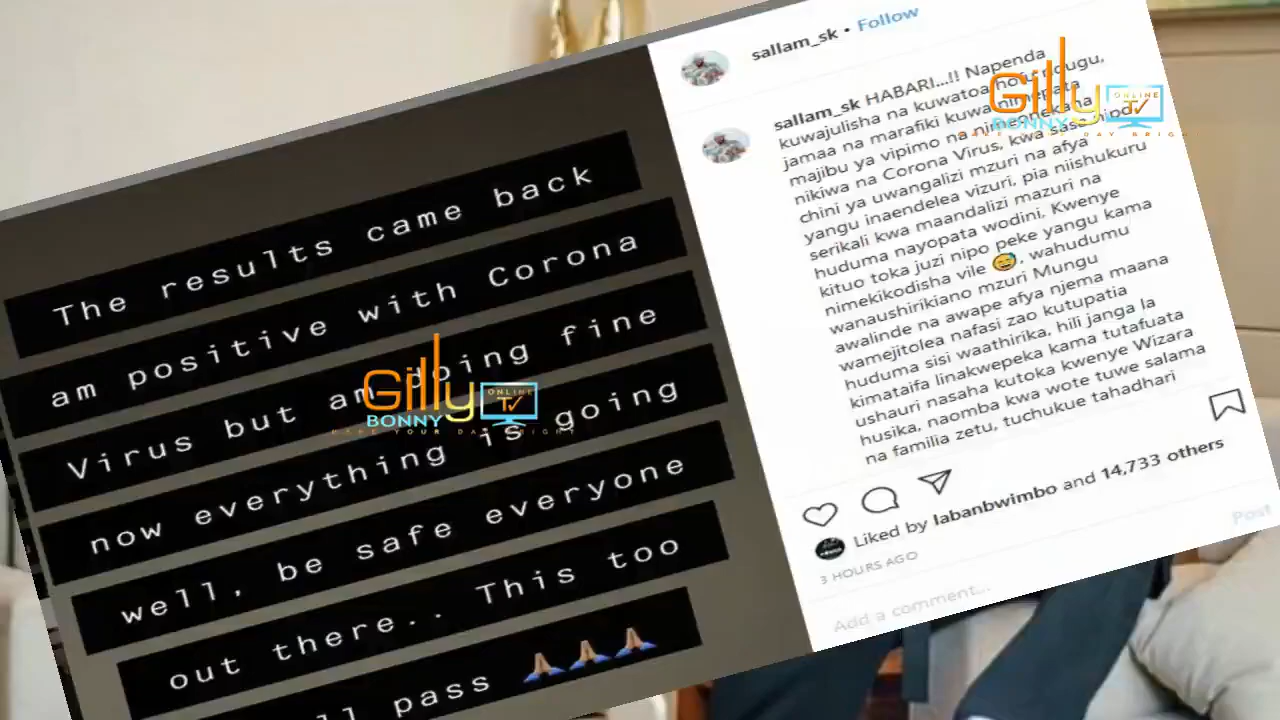 The results came back
am positive with Corona
Virus but am doing fine
now everything is going
well, be safe everyone
out there.. This too
pass 🙏🏽🙏🏽🙏🏽
sallam_sk • Follow
sallam_sk HABARI...!! Napenda
kuwajulisha na kuwatoa hofu ndugu,
jamaa na marafiki kuwa nimepata
majibu ya vipimo na
nikiwa na Corona Virus, kwa sasa nipo
chini ya uwangalizi mzuri na afya
yangu inaendelea vizuri, pia niishukuru
serikali kwa maandalizi mazuri na
huduma nayopata wodini, Kwenye
kituo toka juzi nipo peke yangu kama
nimekikodisha vile 😅, wahudumu
wanaushirikiano mzuri Mungu
awalinde na awape afya njema maana
wamejitolea nafasi zao kutupatia
huduma sisi waathirika, hili janga la
kimataifa linakwepeka kama tutafuata
ushauri nasaha kutoka kwenye Wizara
husika, naomba kwa wote tuwe salama
na familia zetu, tuchukue tahadhari
Liked by labanbwimbo and 14,733 others
3 HOURS AGO
Add a comment...
Post
Gilly
BONNY
ONLINE
TV
Gilly
BONNY
ONLINE
TV